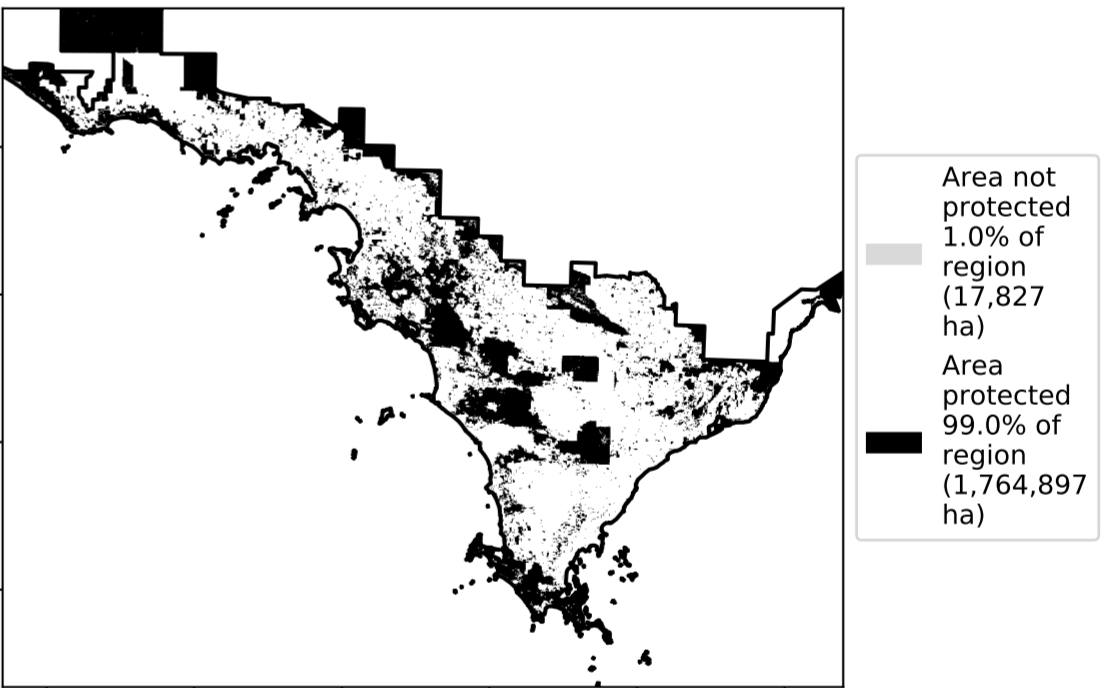 Area not
protected
1.0% of
region
(17,827
ha)
Area
protected
99.0% of
region
(1,764,897
ha)